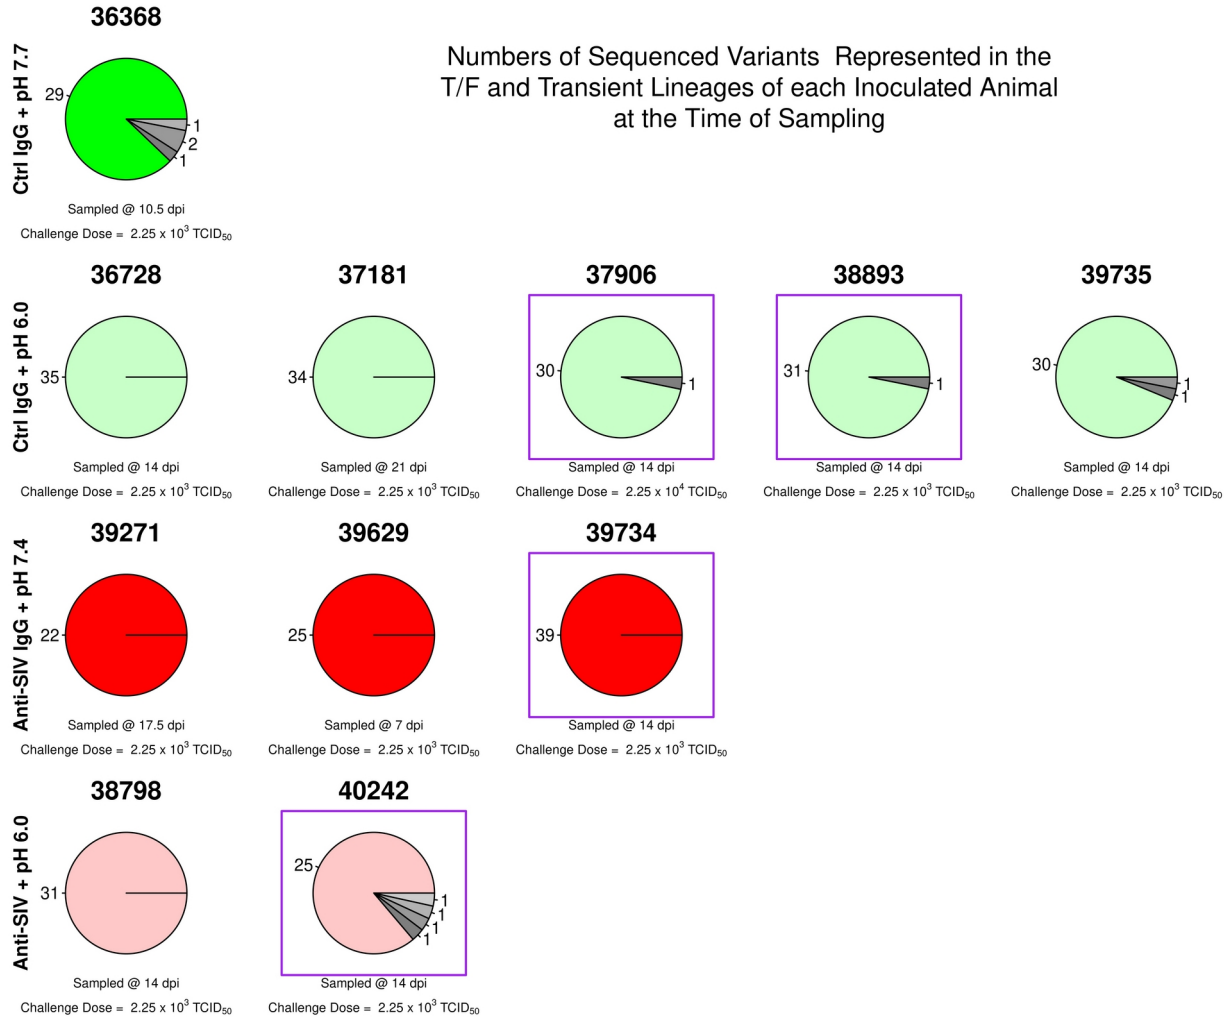 36368
Numbers of Sequenced Variants Represented in the
T/F and Transient Lineages of each Inoculated Animal
at the Time of Sampling
Ctrl IgG + pH 7.7
29
1
2
1
Sampled @ 10.5 dpi
Challenge Dose = 2.25 x 10³ TCID₅₀
36728 37181 37906 38893 39735
Ctrl IgG + pH 6.0
35 34 30 1 31 1 30 1
1
Sampled @ 14 dpi Sampled @ 21 dpi Sampled @ 14 dpi Sampled @ 14 dpi Sampled @ 14 dpi
Challenge Dose = 2.25 x 10³ TCID₅₀ Challenge Dose = 2.25 x 10³ TCID₅₀ Challenge Dose = 2.25 x 10⁴ TCID₅₀ Challenge Dose = 2.25 x 10³ TCID₅₀ Challenge Dose = 2.25 x 10³ TCID₅₀
39271 39629 39734
Anti-SIV IgG + pH 7.4
22 25 39
Sampled @ 17.5 dpi Sampled @ 7 dpi Sampled @ 14 dpi
Challenge Dose = 2.25 x 10³ TCID₅₀ Challenge Dose = 2.25 x 10³ TCID₅₀ Challenge Dose = 2.25 x 10³ TCID₅₀
38798 40242
Anti-SIV + pH 6.0
31 25 1
1
1
1
Sampled @ 14 dpi Sampled @ 14 dpi
Challenge Dose = 2.25 x 10³ TCID₅₀ Challenge Dose = 2.25 x 10³ TCID₅₀